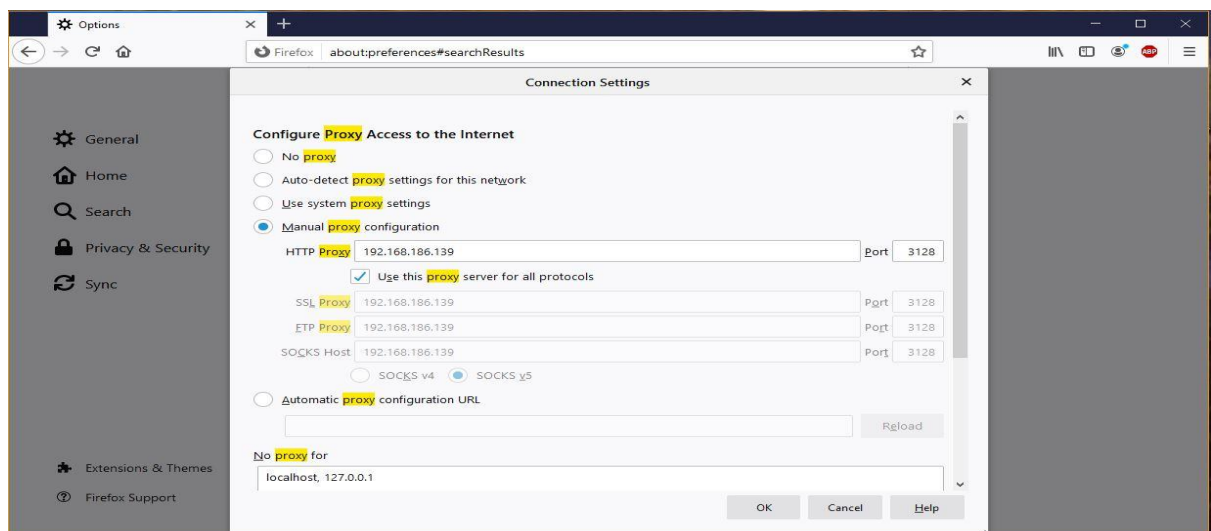 Options
Firefox about:preferences#searchResults
ABP
Connection Settings
General
Home
Search
Privacy & Security
Sync
Extensions & Themes
Firefox Support
Configure Proxy Access to the Internet
No proxy
Auto-detect proxy settings for this network
Use system proxy settings
Manual proxy configuration
HTTP Proxy 192.168.186.139 Port 3128
Use this proxy server for all protocols
SSL Proxy 192.168.186.139 Port 3128
FTP Proxy 192.168.186.139 Port 3128
SOCKS Host 192.168.186.139 Port 3128
SOCKS v4 SOCKS v5
Automatic proxy configuration URL
Reload
No proxy for
localhost, 127.0.0.1
OK Cancel Help